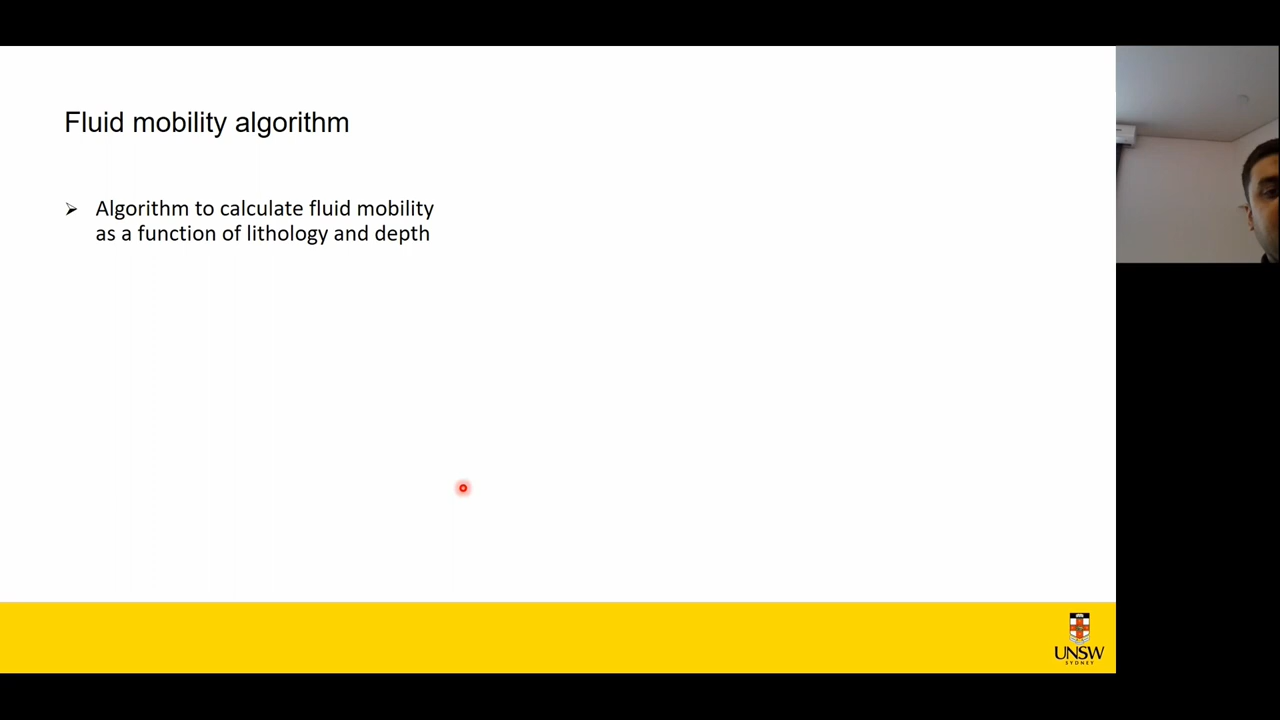 Fluid mobility algorithm
➢ Algorithm to calculate fluid mobility
as a function of lithology and depth
UNSW
SYDNEY